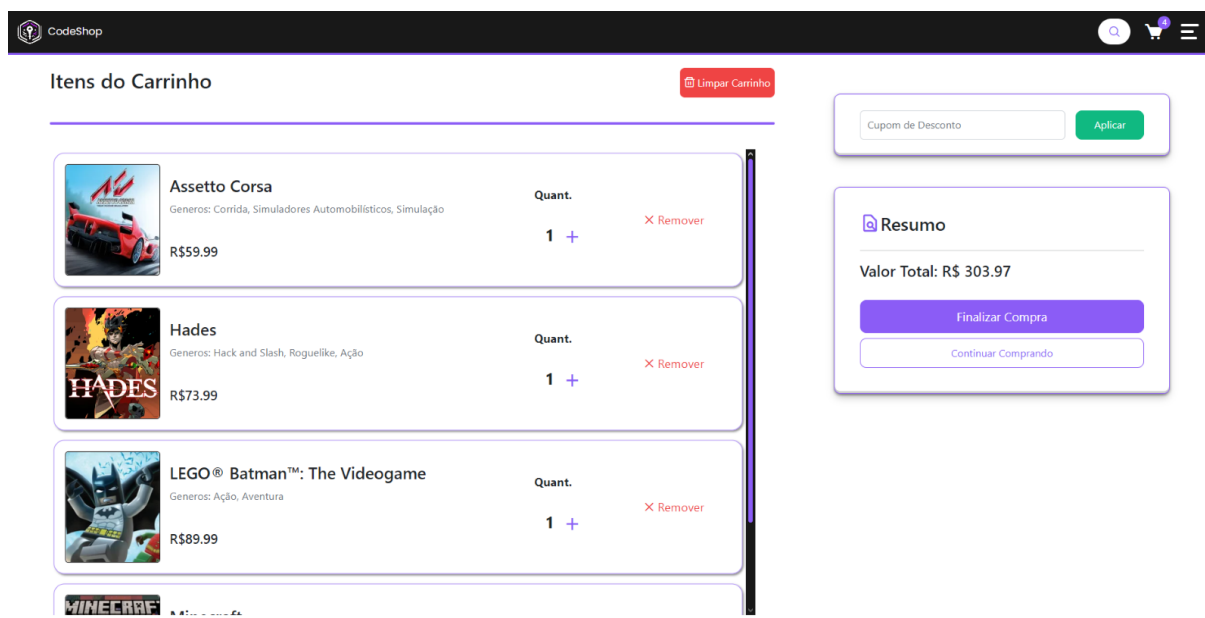 CodeShop
4
Itens do Carrinho
Limpar Carrinho
Cupom de Desconto
Aplicar
Assetto Corsa
Generos: Corrida, Simuladores Automobilísticos, Simulação
R$59.99
Quant.
1 +
Remover
HADES
Hades
Generos: Hack and Slash, Roguelike, Ação
R$73.99
Quant.
1 +
Remover
LEGO® Batman™: The Videogame
Generos: Ação, Aventura
R$89.99
Quant.
1 +
Remover
MINECRAF
Minecraft
Resumo
Valor Total: R$ 303.97
Finalizar Compra
Continuar Comprando